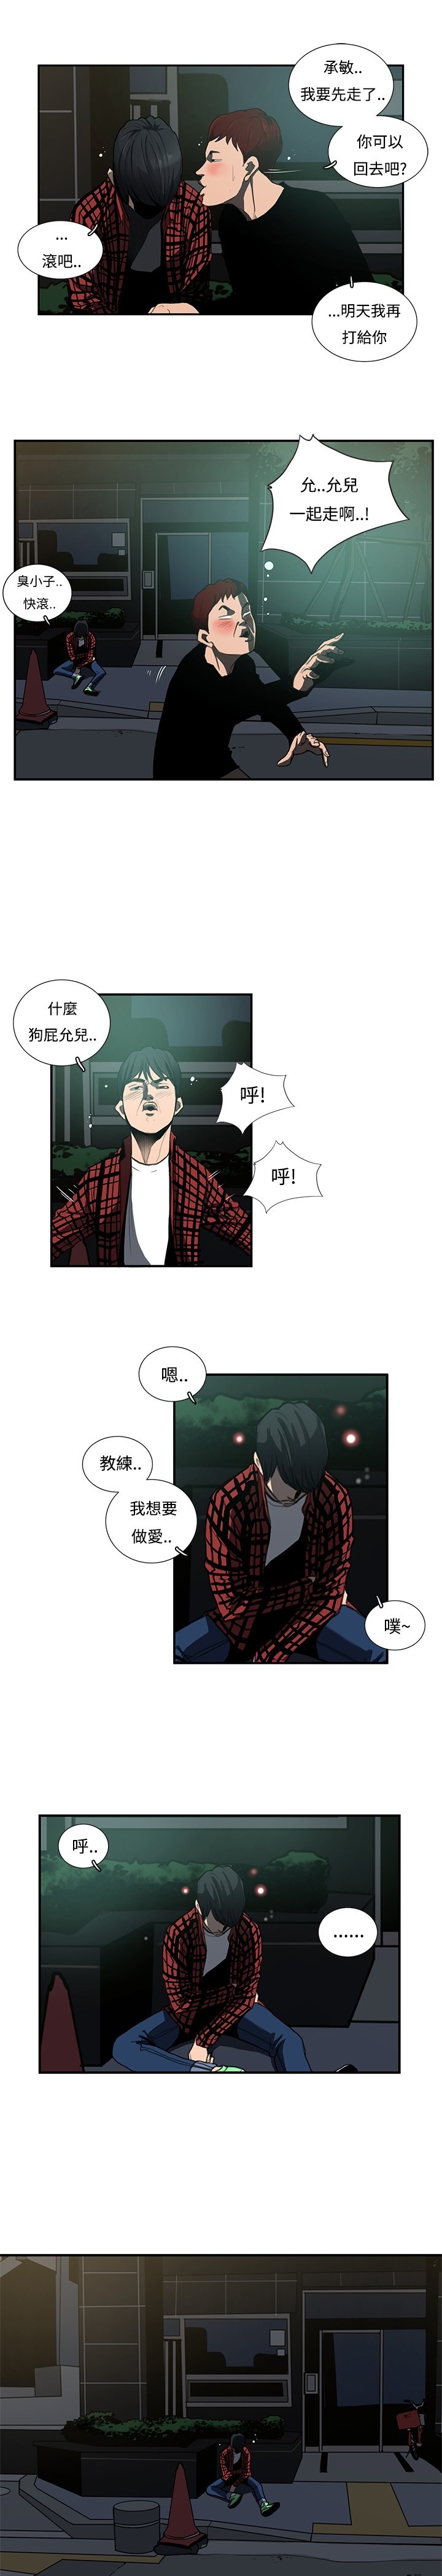 承敏..
我要先走了..
你可以
回去吧?
...
滾吧..
...明天我再
打給你
允..允兒
一起走啊..!
臭小子..
快滾..
什麼
狗屁允兒..
呼!
呼!
嗯..
教練..
我想要
做愛..
噗~
呼..
......